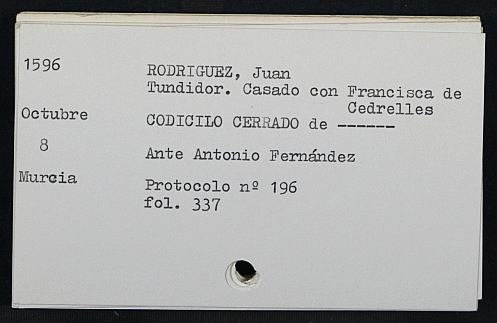 1596
RODRIGUEZ, Juan
Tundidor. Casado con Francisca de
Cedrelles
Octubre
CODICILO CERRADO de ------
8
Ante Antonio Fernández
Murcia
Protocolo nº 196
fol. 337